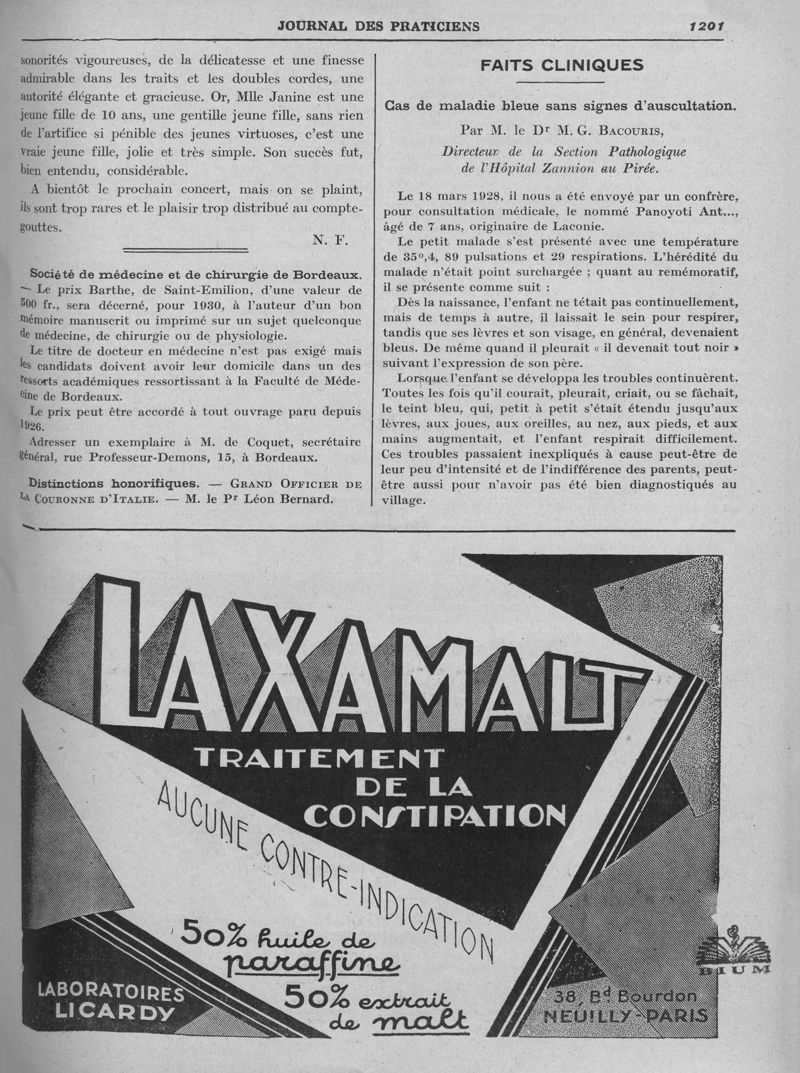 JOURNAL DES PRATICIENS
1201
sonorités vigoureuses, de la délicatesse et une finesse
admirable dans les traits et les doubles cordes, une
autorité élégante et gracieuse. Or, Mlle Janine est une
jeune fille de 10 ans, une gentille jeune fille, sans rien
de l'artifice si pénible des jeunes virtuoses, c'est une
vraie jeune fille, jolie et très simple. Son succès fut,
bien entendu, considérable.
A bientôt le prochain concert, mais on se plaint,
ils sont trop rares et le plaisir trop distribué au compte-
gouttes.
N. F.
Société de médecine et de chirurgie de Bordeaux.
— Le prix Barthe, de Saint-Emilion, d'une valeur de
500 fr., sera décerné, pour 1930, à l'auteur d'un bon
mémoire manuscrit ou imprimé sur un sujet quelconque
de médecine, de chirurgie ou de physiologie.
Le titre de docteur en médecine n'est pas exigé mais
les candidats doivent avoir leur domicile dans un des
ressorts académiques ressortissant à la Faculté de Méde-
cine de Bordeaux.
Le prix peut être accordé à tout ouvrage paru depuis
1926.
Adresser un exemplaire à M. de Coquet, secrétaire
général, rue Professeur-Demons, 15, à Bordeaux.
Distinctions honorifiques. — GRAND OFFICIER DE
LA COURONNE D'ITALIE. — M. le Pr Léon Bernard.
FAITS CLINIQUES
Cas de maladie bleue sans signes d'auscultation.
Par M. le Dr M. G. BACOURIS,
Directeur de la Section Pathologique
de l'Hôpital Zannion au Pirée.
Le 18 mars 1928, il nous a été envoyé par un confrère,
pour consultation médicale, le nommé Panoyoti Ant...,
âgé de 7 ans, originaire de Laconie.
Le petit malade s'est présenté avec une température
de 35°,4, 89 pulsations et 29 respirations. L'hérédité du
malade n'était point surchargée ; quant au remémoratif,
il se présente comme suit :
Dès la naissance, l'enfant ne tétait pas continuellement,
mais de temps à autre, il laissait le sein pour respirer,
tandis que ses lèvres et son visage, en général, devenaient
bleus. De même quand il pleurait « il devenait tout noir »
suivant l'expression de son père.
Lorsque l'enfant se développa les troubles continuèrent.
Toutes les fois qu'il courait, pleurait, criait, ou se fâchait,
le teint bleu, qui, petit à petit s'était étendu jusqu'aux
lèvres, aux joues, aux oreilles, au nez, aux pieds, et aux
mains augmentait, et l'enfant respirait difficilement.
Ces troubles passaient inexpliqués à cause peut-être de
leur peu d'intensité et de l'indifférence des parents, peut-
être aussi pour n'avoir pas été bien diagnostiqués au
village.
LAXAMALT
TRAITEMENT
DE LA
CONSTIPATION
AUCUNE CONTRE-INDICATION
50% huile de
paraffine
50% extrait
de malt
LABORATOIRES
LICARDY
38, Bd Bourdon
NEUILLY-PARIS
BIUM